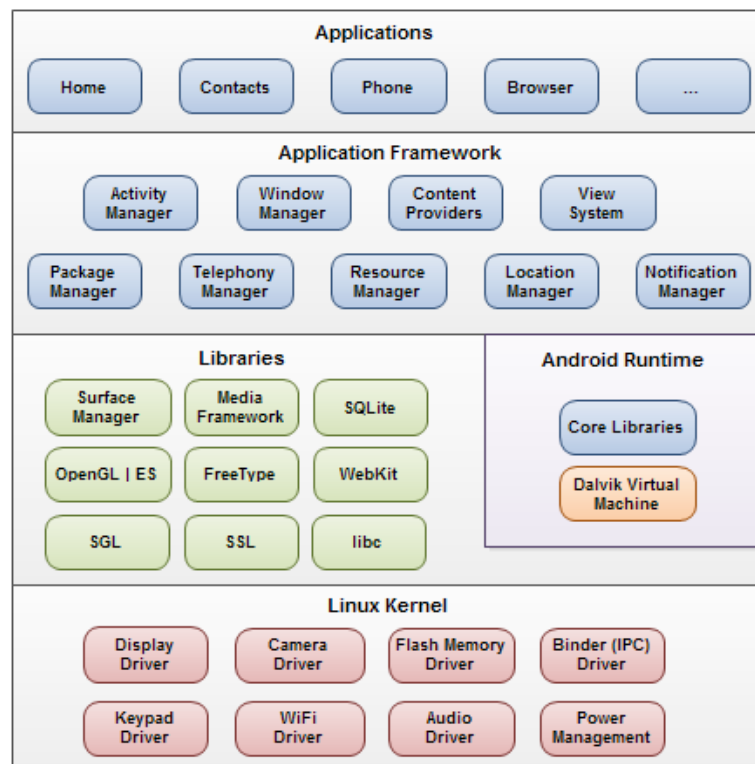 Applications
Home
Contacts
Phone
Browser
...
Application Framework
Activity
Manager
Window
Manager
Content
Providers
View
System
Package
Manager
Telephony
Manager
Resource
Manager
Location
Manager
Notification
Manager
Libraries
Surface
Manager
Media
Framework
SQLite
OpenGL | ES
FreeType
WebKit
SGL
SSL
libc
Android Runtime
Core Libraries
Dalvik Virtual
Machine
Linux Kernel
Display
Driver
Camera
Driver
Flash Memory
Driver
Binder (IPC)
Driver
Keypad
Driver
WiFi
Driver
Audio
Driver
Power
Management